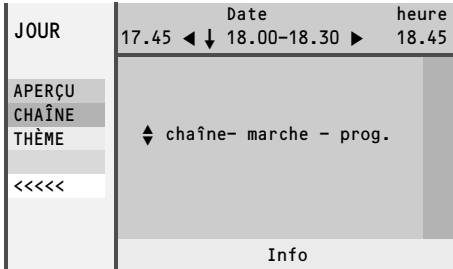 JOUR
Date heure
17.45 ◀ ↓ 18.00-18.30 ▶ 18.45
APERÇU
CHAÎNE
THÈME
chaîne- marche - prog.
<<<<<
Info